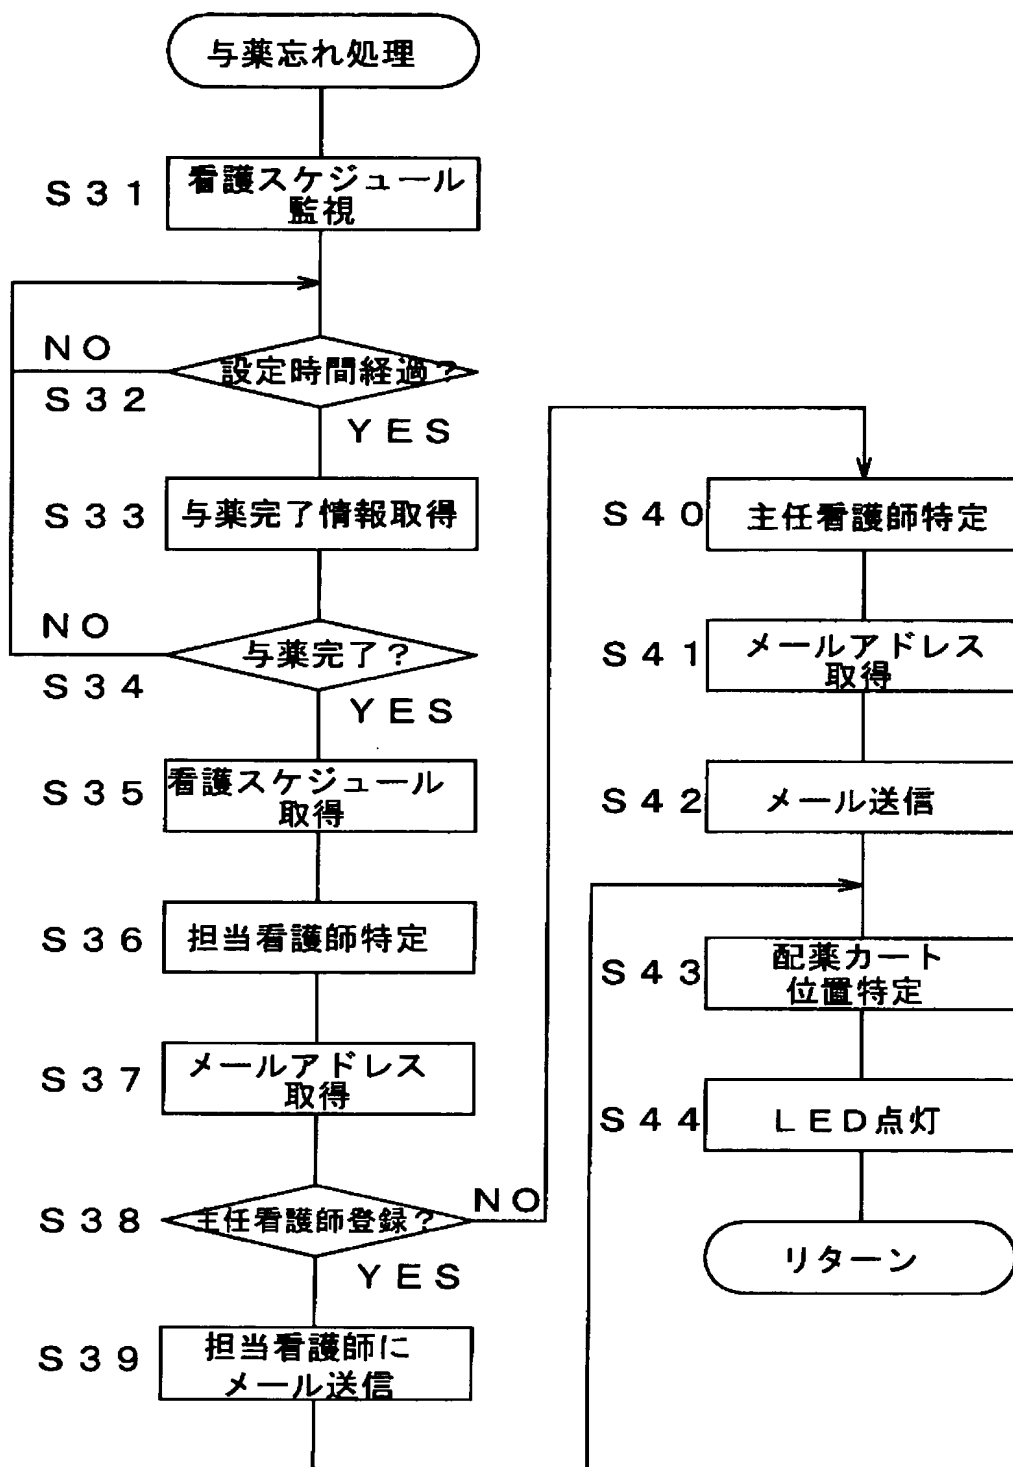 与薬忘れ処理
S31
看護スケジュール
監視
NO
設定時間経過?
S32
YES
S33
与薬完了情報取得
NO
与薬完了?
S34
YES
S35
看護スケジュール
取得
S36
担当看護師特定
S37
メールアドレス
取得
S38
主任看護師登録?
NO
YES
S39
担当看護師に
メール送信
S40
主任看護師特定
S41
メールアドレス
取得
S42
メール送信
S43
配薬カート
位置特定
S44
LED点灯
リターン